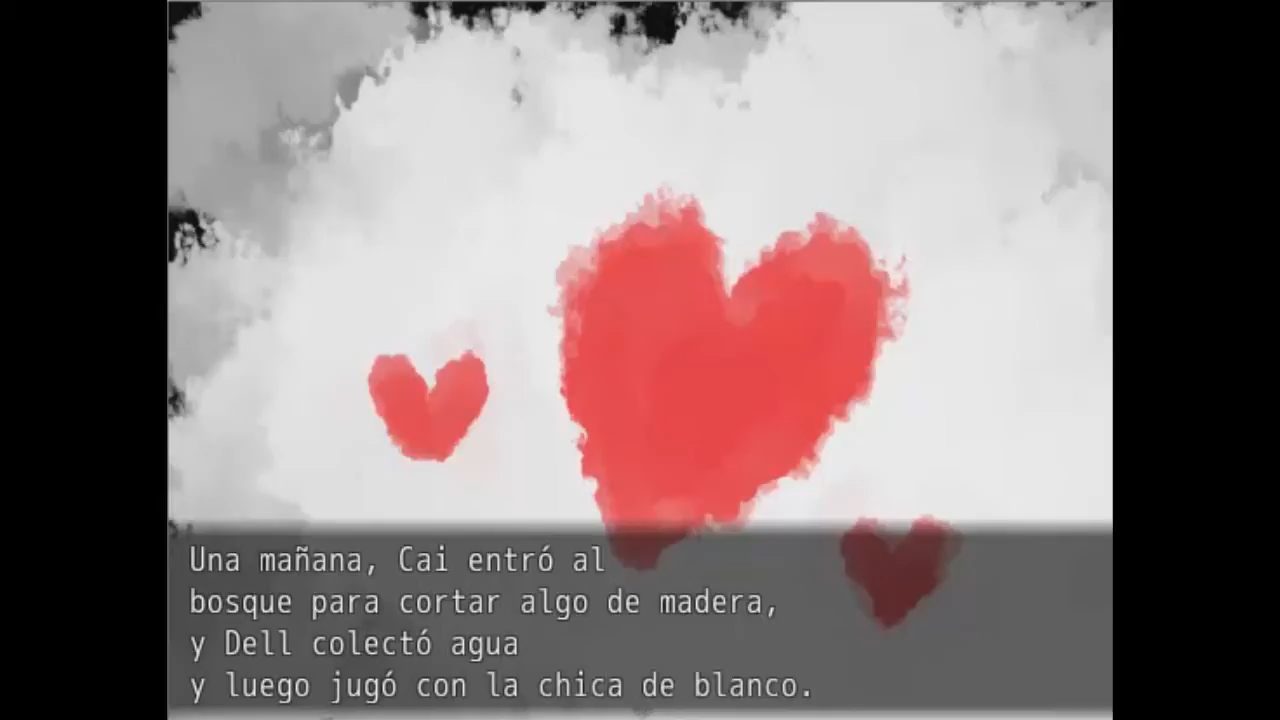 Una mañana, Cai entró al
bosque para cortar algo de madera,
y Dell colectó agua
y luego jugó con la chica de blanco.